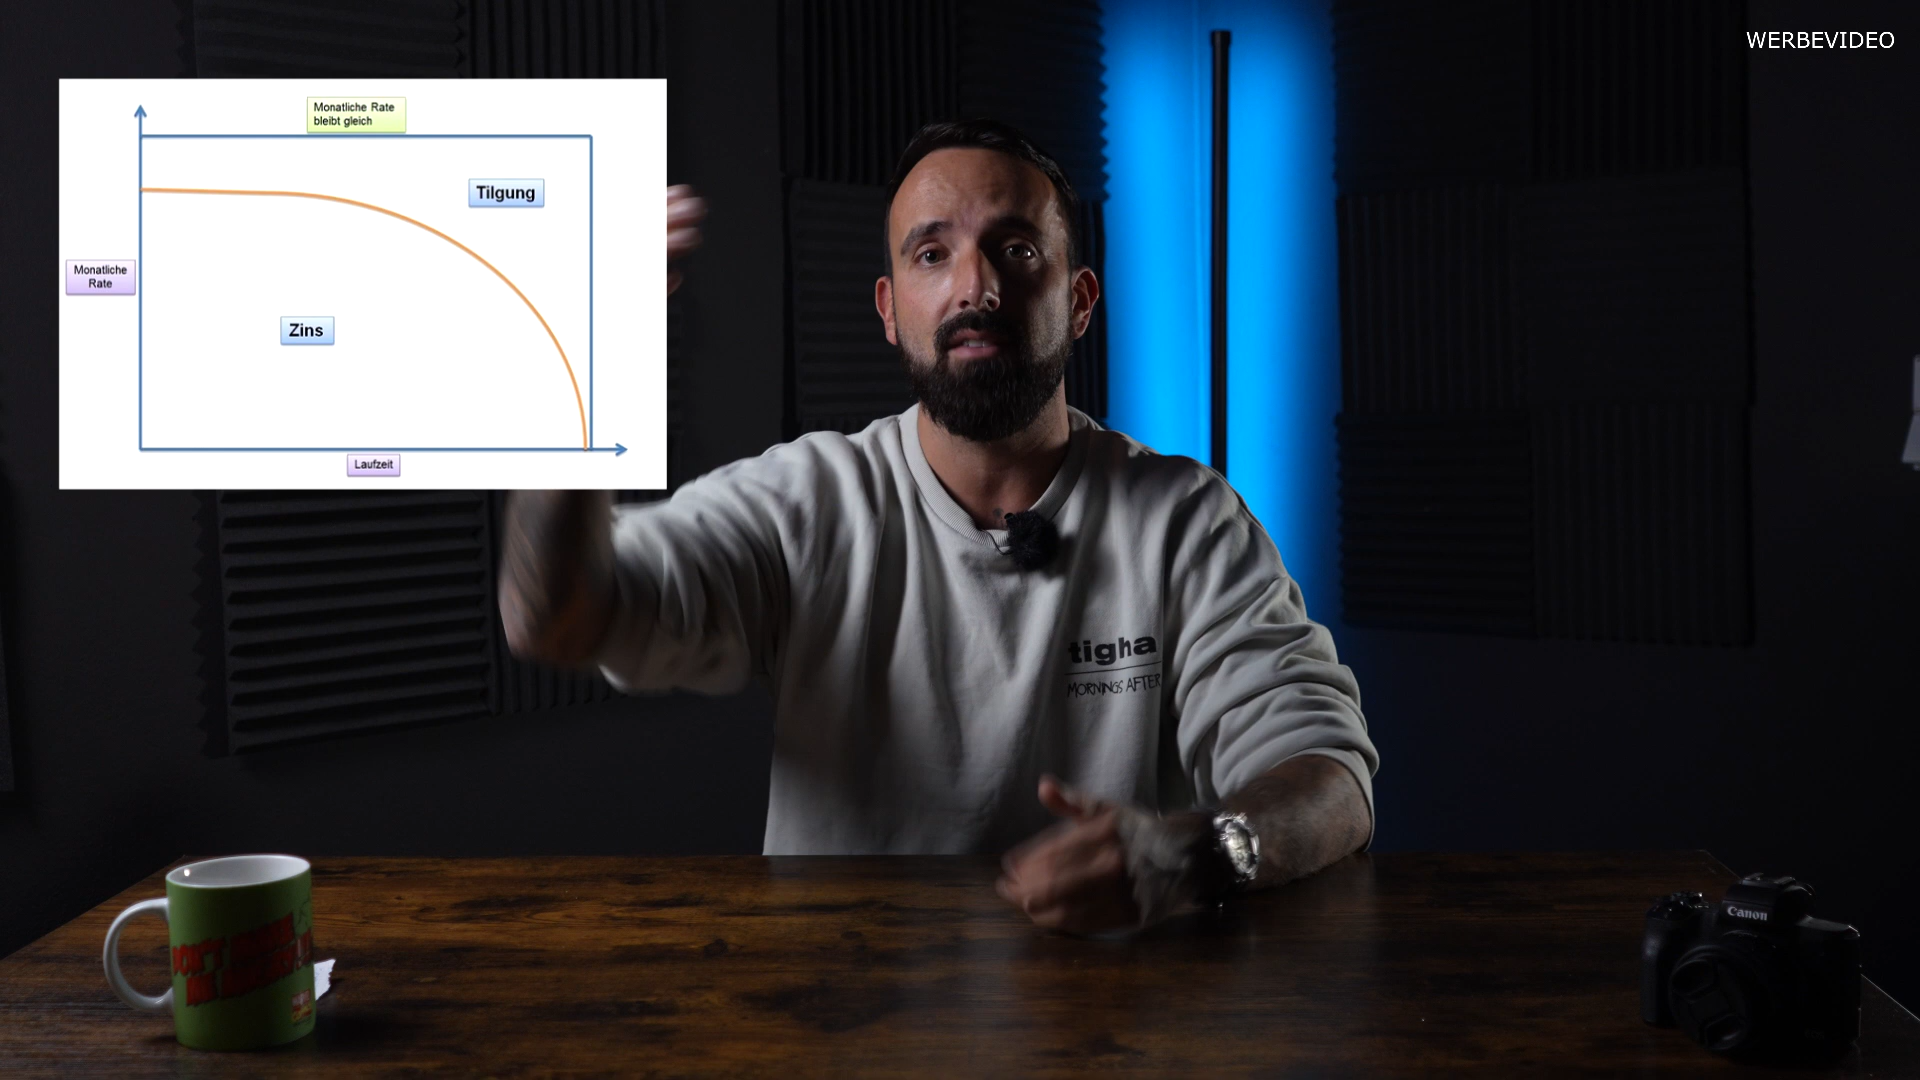 WERBEVIDEO
Monatliche Rate
bleibt gleich
Tilgung
Monatliche
Rate
Zins
Laufzeit
tigha
MORNINGS AFTER
Canon